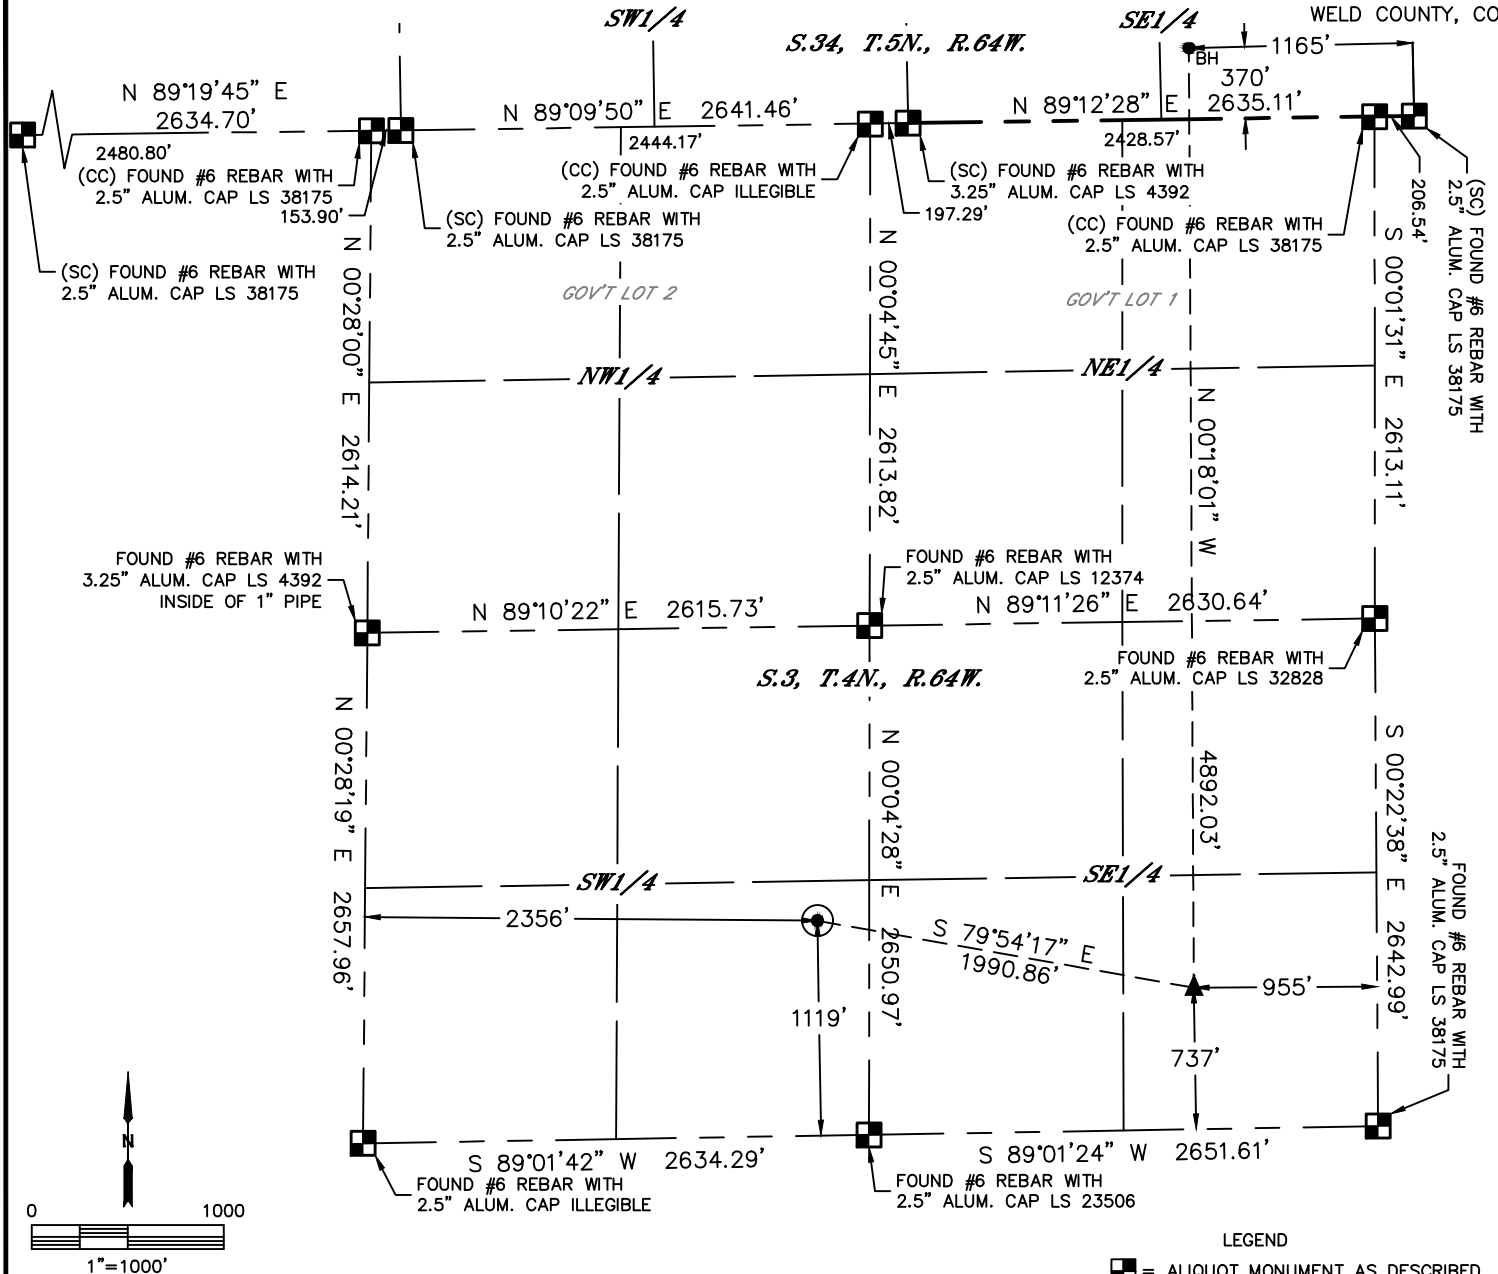 WELD COUNTY, CO
SW1/4
SE1/4
S.34, T.5N., R.64W.
BH
1165'
370'
N 89°19'45" E
2634.70'
2480.80'
N 89°09'50" E 2641.46'
2444.17'
N 89°12'28" E 2635.11'
2428.57'
(CC) FOUND #6 REBAR WITH
2.5" ALUM. CAP LS 38175
153.90'
(CC) FOUND #6 REBAR WITH
2.5" ALUM. CAP ILLEGIBLE
(SC) FOUND #6 REBAR WITH
3.25" ALUM. CAP LS 4392
197.29'
(SC) FOUND #6 REBAR WITH
2.5" ALUM. CAP LS 38175
(CC) FOUND #6 REBAR WITH
2.5" ALUM. CAP LS 38175
206.54'
(SC) FOUND #6 REBAR WITH
2.5" ALUM. CAP LS 38175
(SC) FOUND #6 REBAR WITH
2.5" ALUM. CAP LS 38175
GOV'T LOT 2
GOV'T LOT 1
N 00°28'00" E 2614.21'
N 00°04'45" E 2613.82'
S 00°01'31" E 2613.11'
NW1/4
NE1/4
N 00°18'01" W
4892.03'
FOUND #6 REBAR WITH
3.25" ALUM. CAP LS 4392
INSIDE OF 1" PIPE
FOUND #6 REBAR WITH
2.5" ALUM. CAP LS 12374
N 89°10'22" E 2615.73'
N 89°11'26" E 2630.64'
FOUND #6 REBAR WITH
2.5" ALUM. CAP LS 32828
S.3, T.4N., R.64W.
N 00°28'19" E 2657.96'
N 00°04'28" E 2650.97'
S 00°22'38" E 2642.99'
FOUND #6 REBAR WITH
2.5" ALUM. CAP LS 38175
SW1/4
SE1/4
2356'
S 79°54'17" E
1990.86'
955'
1119'
737'
N
S 89°01'42" W 2634.29'
S 89°01'24" W 2651.61'
FOUND #6 REBAR WITH
2.5" ALUM. CAP ILLEGIBLE
FOUND #6 REBAR WITH
2.5" ALUM. CAP LS 23506
0 1000
1"=1000'
LEGEND
= ALIQUOT MONUMENT AS DESCRIBED